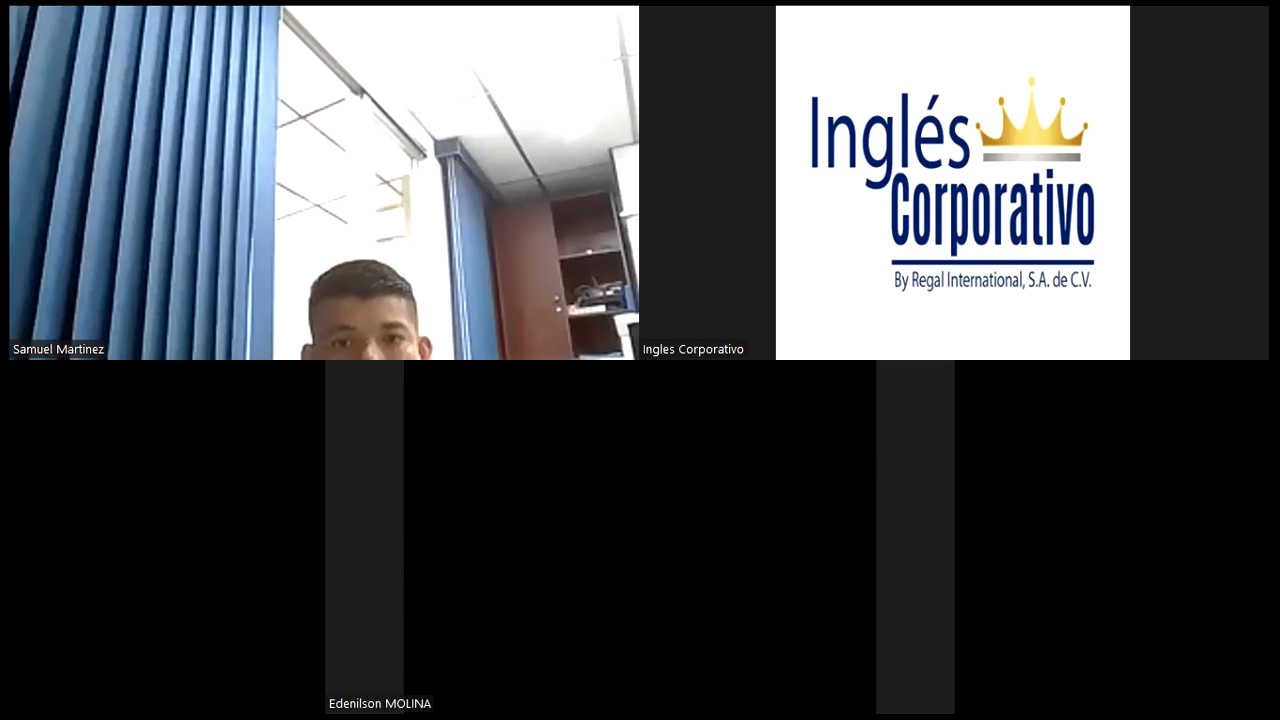 Inglés
Corporativo
By Regal International, S.A. de C.V.
Samuel Martinez
Ingles Corporativo
Edenilson MOLINA